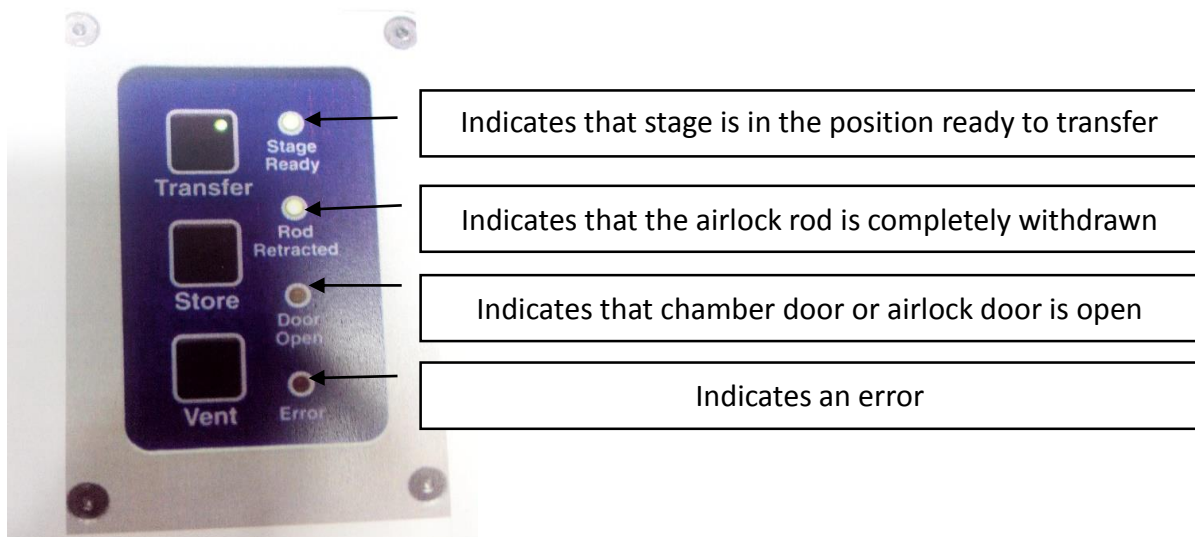 Transfer
Store
Vent
Stage
Ready
Rod
Retracted
Door
Open
Error
Indicates that stage is in the position ready to transfer
Indicates that the airlock rod is completely withdrawn
Indicates that chamber door or airlock door is open
Indicates an error